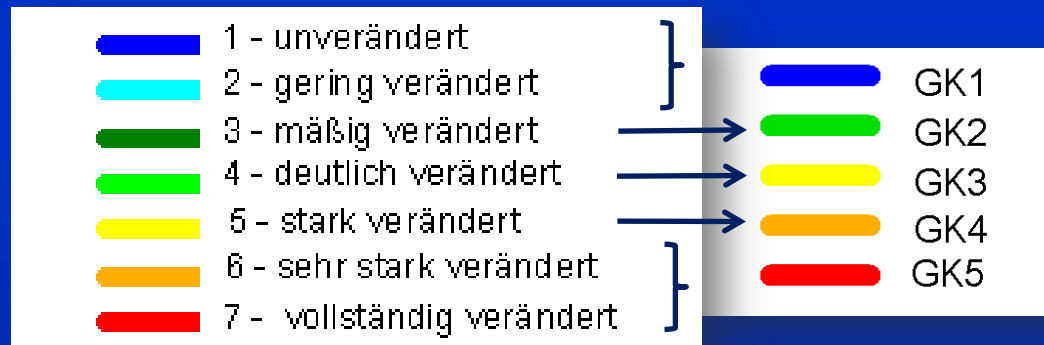 1 - unverändert
2 - gering verändert
3 - mäßig verändert
4 - deutlich verändert
5 - stark verändert
6 - sehr stark verändert
7 - vollständig verändert
GK1
GK2
GK3
GK4
GK5